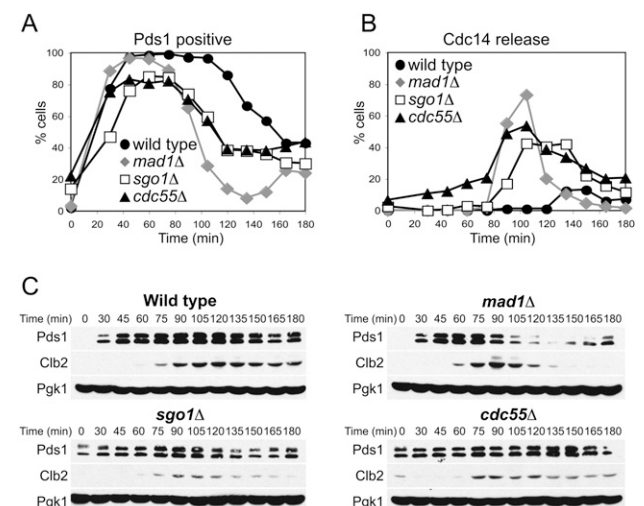 A
Pds1 positive
100
80
60
40
20
0
% cells
wild type
mad1Δ
sgo1Δ
cdc55Δ
0 20 40 60 80 100 120 140 160 180
Time (min)
B
Cdc14 release
100
80
60
40
20
0
% cells
wild type
mad1Δ
sgo1Δ
cdc55Δ
0 20 40 60 80 100 120 140 160 180
Time (min)
C
Wild type
Time (min) 0 30 45 60 75 90 105 120 135 150 165 180
Pds1
Clb2
Pgk1
mad1Δ
Time (min) 0 30 45 60 75 90 105 120 135 150 165 180
Pds1
Clb2
Pgk1
sgo1Δ
Time (min) 0 30 45 60 75 90 105 120 135 150 165 180
Pds1
Clb2
Pgk1
cdc55Δ
Time (min) 0 30 45 60 75 90 105 120 135 150 165 180
Pds1
Clb2
Pgk1